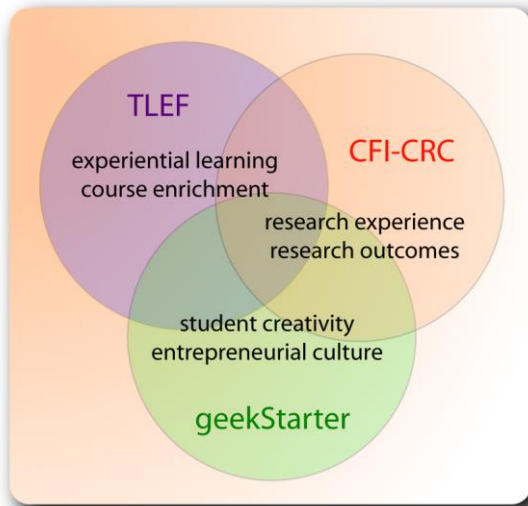 TLEF
experiential learning
course enrichment
CFI-CRC
research experience
research outcomes
student creativity
entrepreneurial culture
geekStarter